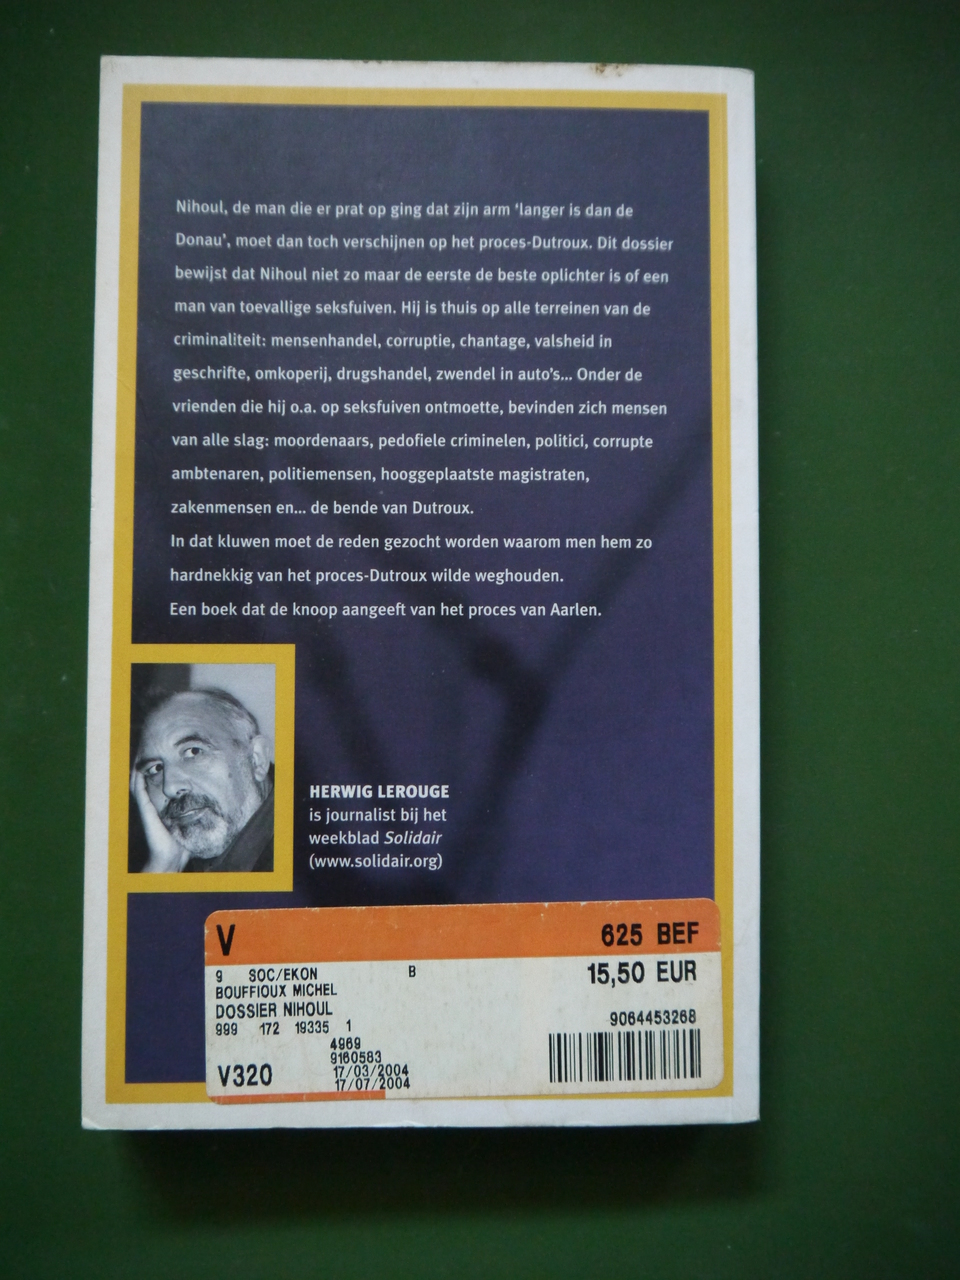 Nihoul, de man die er prat op ging dat zijn arm 'langer is dan de
Donau', moet dan toch verschijnen op het proces-Dutroux. Dit dossier
bewijst dat Nihoul niet zo maar de eerste de beste oplichter is of een
man van toevallige seksfuiven. Hij is thuis op alle terreinen van de
criminaliteit: mensenhandel, corruptie, chantage, valsheid in
geschrifte, omkoperij, drugshandel, zwendel in auto's... Onder de
vrienden die hij o.a. op seksfuiven ontmoette, bevinden zich mensen
van alle slag: moordenaars, pedofiele criminelen, politici, corrupte
ambtenaren, politiemensen, hooggeplaatste magistraten,
zakenmensen en... de bende van Dutroux.
In dat kluwen moet de reden gezocht worden waarom men hem zo
hardnekkig van het proces-Dutroux wilde weghouden.
Een boek dat de knoop aangeeft van het proces van Aarlen.
HERWIG LEROUGE
is journalist bij het
weekblad Solidair
(www.solidair.org)
V 625 BEF
9 SOC/EKON B 15,50 EUR
BOUFFIOUX MICHEL
DOSSIER NIHOUL 9064453268
999 172 19335 1
4969
9160583
V320 17/03/2004
17/07/2004